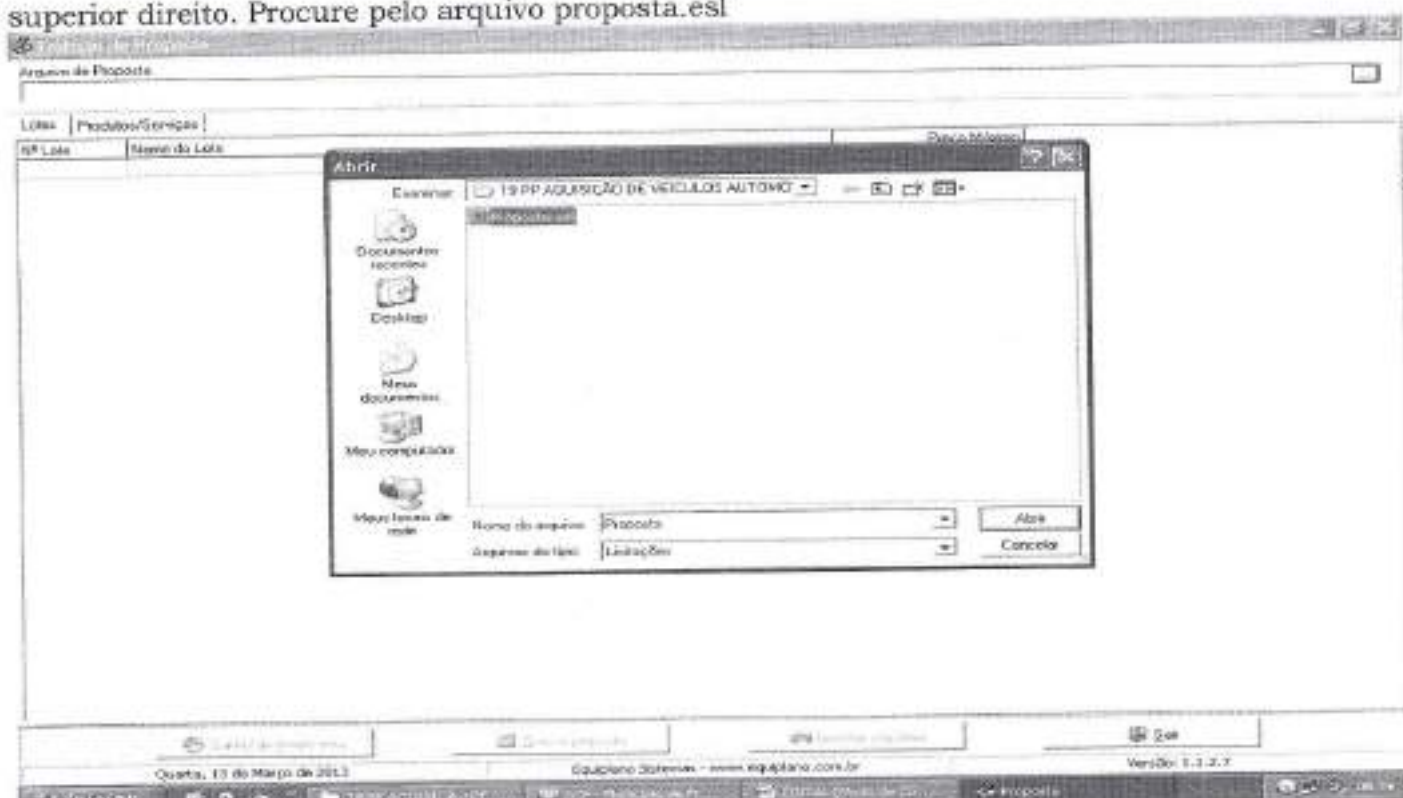 superior direito. Procure pelo arquivo proposta.esl
Arquivo de Proposta
Lotes Produtos/Serviços
Nº Lote Nome do Lote Preço Máximo
Abrir
Examinar 19 PP AQUISIÇÃO DE VEICULOS AUTOMOT
Proposta.esl
Documentos
recentes
Desktop
Meus
documentos
Meu computador
Meus locais de
rede
Nome do arquivo: Proposta Abrir
Arquivos do tipo: Licitações Cancelar
Sair
Quarta, 13 de Março de 2013 Equiplano Sistemas - www.equiplano.com.br Versão: 1.1.2.7
Proposta